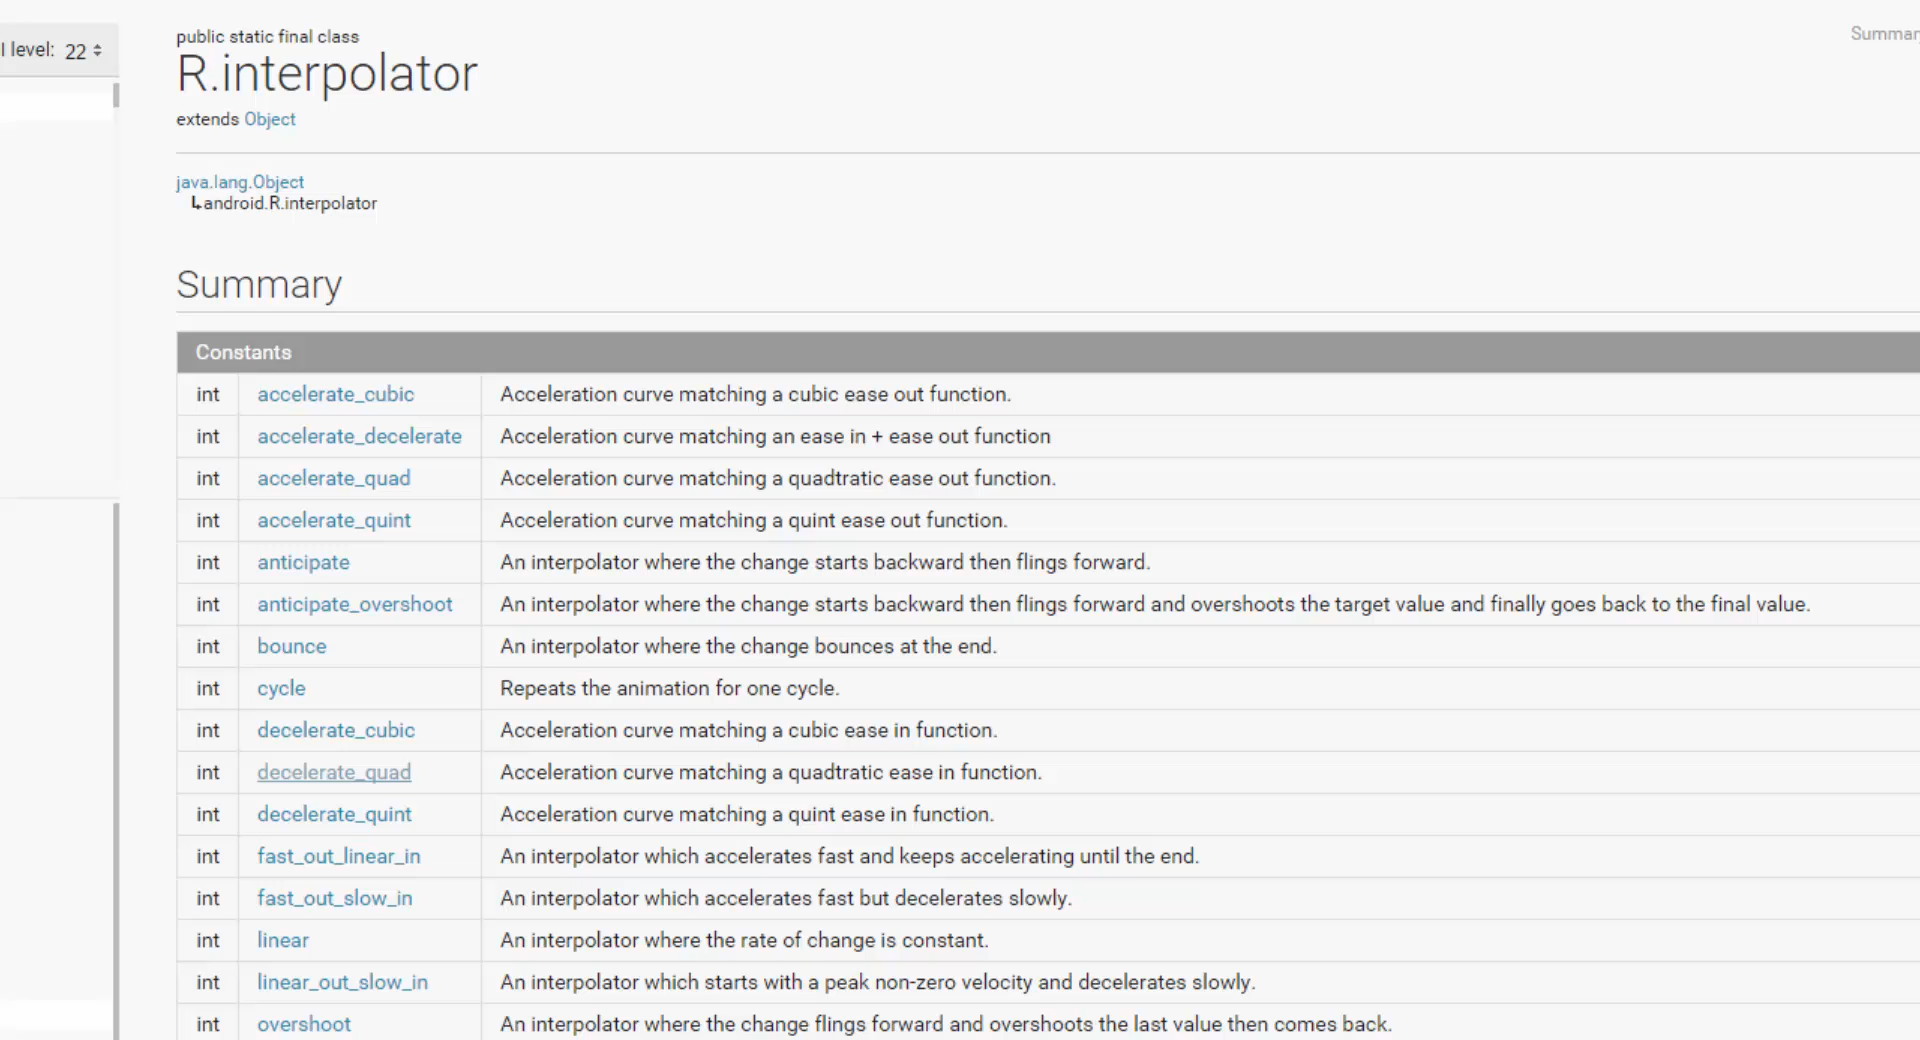 l level: 22
public static final class
Summar
R.interpolator
extends Object
java.lang.Object
↳android.R.interpolator
Summary
Constants
int accelerate_cubic Acceleration curve matching a cubic ease out function.
int accelerate_decelerate Acceleration curve matching an ease in + ease out function
int accelerate_quad Acceleration curve matching a quadtratic ease out function.
int accelerate_quint Acceleration curve matching a quint ease out function.
int anticipate An interpolator where the change starts backward then flings forward.
int anticipate_overshoot An interpolator where the change starts backward then flings forward and overshoots the target value and finally goes back to the final value.
int bounce An interpolator where the change bounces at the end.
int cycle Repeats the animation for one cycle.
int decelerate_cubic Acceleration curve matching a cubic ease in function.
int decelerate_quad Acceleration curve matching a quadtratic ease in function.
int decelerate_quint Acceleration curve matching a quint ease in function.
int fast_out_linear_in An interpolator which accelerates fast and keeps accelerating until the end.
int fast_out_slow_in An interpolator which accelerates fast but decelerates slowly.
int linear An interpolator where the rate of change is constant.
int linear_out_slow_in An interpolator which starts with a peak non-zero velocity and decelerates slowly.
int overshoot An interpolator where the change flings forward and overshoots the last value then comes back.